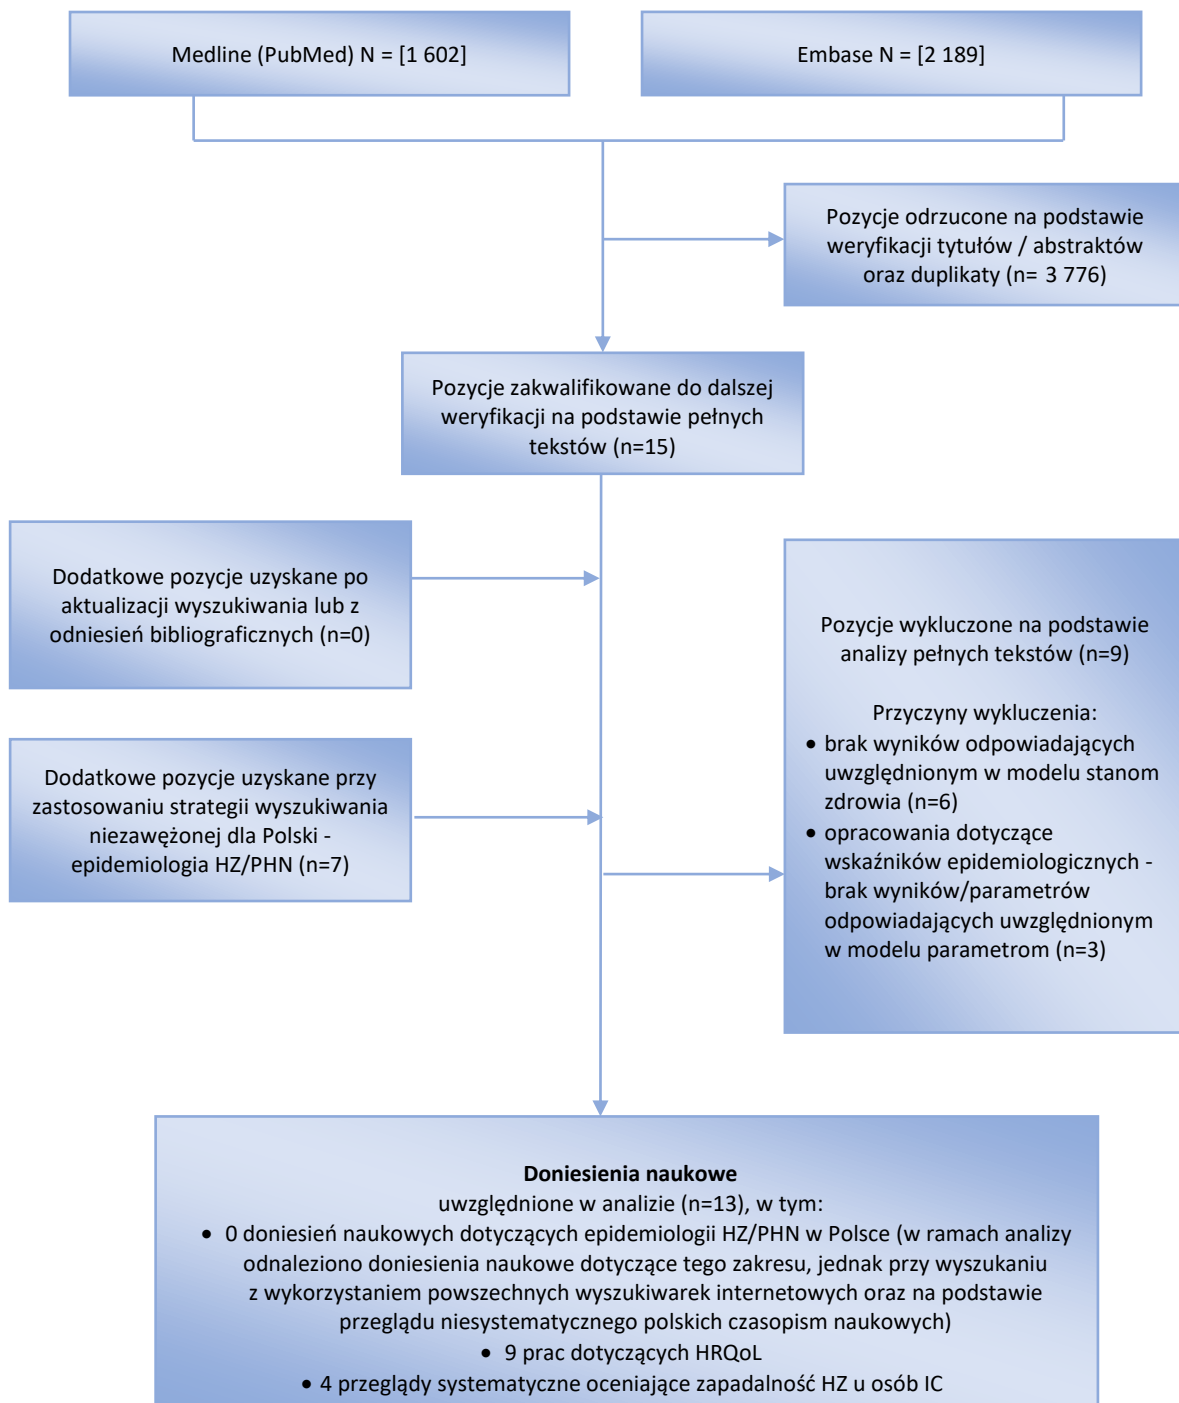 Medline (PubMed) N = [1 602]
Embase N = [2 189]
Pozycje odrzucone na podstawie
weryfikacji tytułów / abstraktów
oraz duplikaty (n= 3 776)
Pozycje zakwalifikowane do dalszej
weryfikacji na podstawie pełnych
tekstów (n=15)
Dodatkowe pozycje uzyskane po
aktualizacji wyszukiwania lub z
odniesień bibliograficznych (n=0)
Pozycje wykluczone na podstawie
analizy pełnych tekstów (n=9)
Przyczyny wykluczenia:
• brak wyników odpowiadających
uwzględnionym w modelu stanom
zdrowia (n=6)
• opracowania dotyczące
wskaźników epidemiologicznych -
brak wyników/parametrów
odpowiadających uwzględnionym
w modelu parametrom (n=3)
Dodatkowe pozycje uzyskane przy
zastosowaniu strategii wyszukiwania
niezawężonej dla Polski -
epidemiologia HZ/PHN (n=7)
Doniesienia naukowe
uwzględnione w analizie (n=13), w tym:
• 0 doniesień naukowych dotyczących epidemiologii HZ/PHN w Polsce (w ramach analizy
odnaleziono doniesienia naukowe dotyczące tego zakresu, jednak przy wyszukaniu
z wykorzystaniem powszechnych wyszukiwarek internetowych oraz na podstawie
przeglądu niesystematycznego polskich czasopism naukowych)
• 9 prac dotyczących HRQoL
• 4 przeglądy systematyczne oceniające zapadalność HZ u osób IC